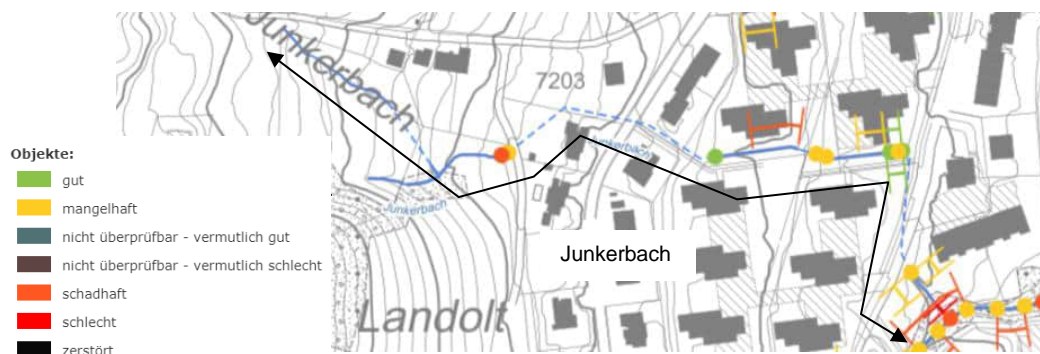 Junkerbach
7203
Junkerbach
Junkerbach
Junkerbach
Landolt
Objekte:
gut
mangelhaft
nicht überprüfbar - vermutlich gut
nicht überprüfbar - vermutlich schlecht
schadhaft
schlecht
zerstört